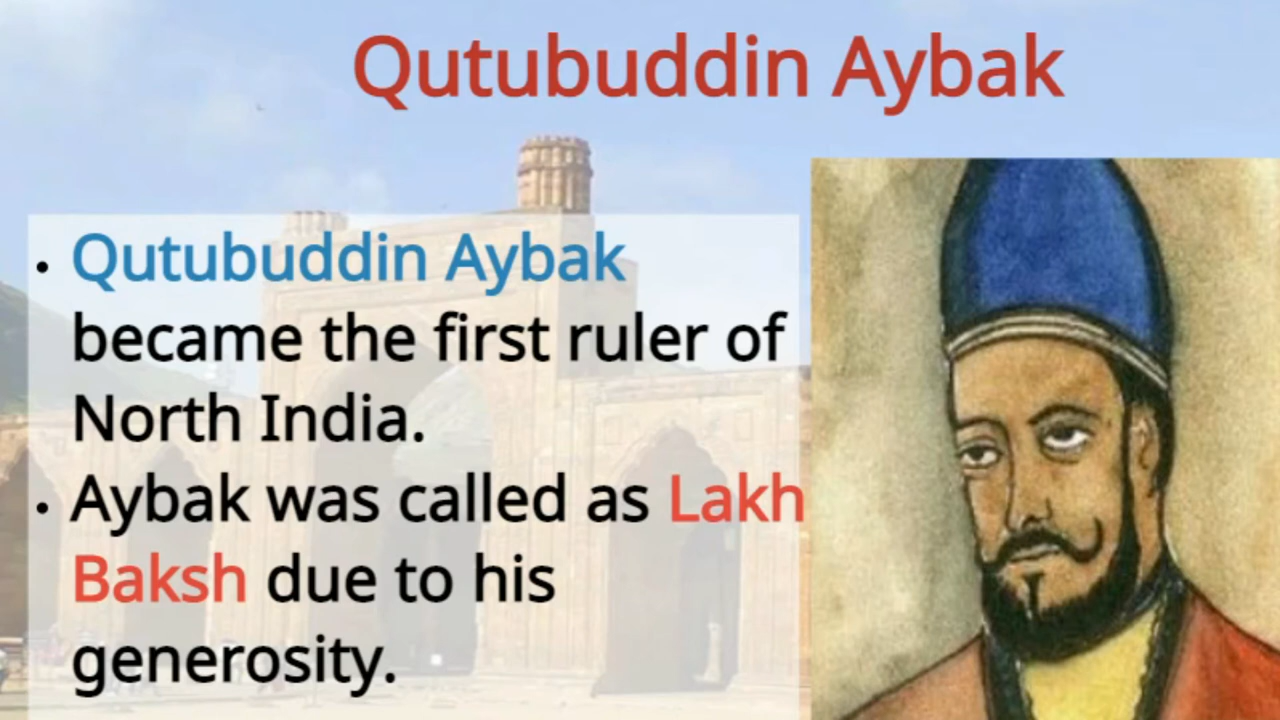 Qutubuddin Aybak
• Qutubuddin Aybak
became the first ruler of
North India.
• Aybak was called as Lakh
Baksh due to his
generosity.